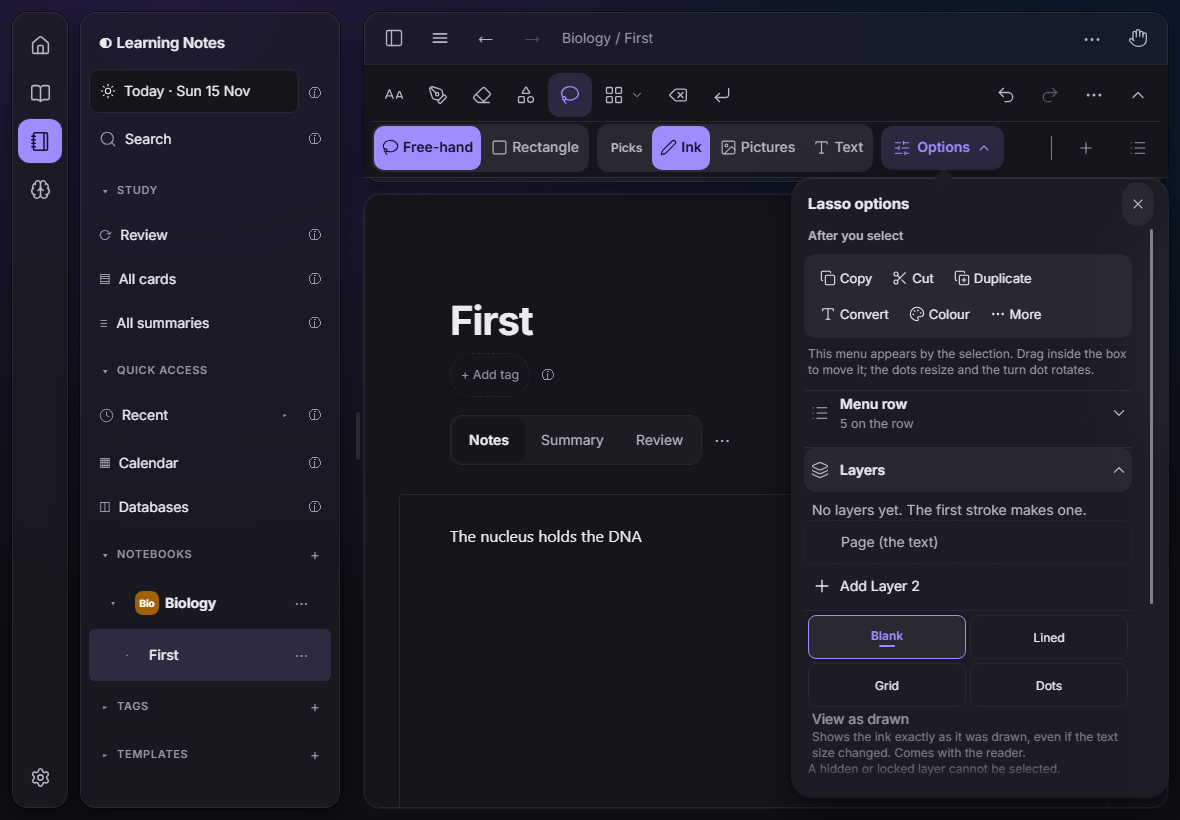 Learning Notes
Today · Sun 15 Nov
Search
STUDY
Review
All cards
All summaries
QUICK ACCESS
Recent
Calendar
Databases
NOTEBOOKS
Bio Biology
First
TAGS
TEMPLATES
Biology / First
AA
Free-hand Rectangle Picks Ink Pictures Text Options
First
+ Add tag
Notes Summary Review
The nucleus holds the DNA
Lasso options
After you select
Copy Cut Duplicate
Convert Colour More
This menu appears by the selection. Drag inside the box
to move it; the dots resize and the turn dot rotates.
Menu row
5 on the row
Layers
No layers yet. The first stroke makes one.
Page (the text)
Add Layer 2
Blank Lined
Grid Dots
View as drawn
Shows the ink exactly as it was drawn, even if the text
size changed. Comes with the reader.
A hidden or locked layer cannot be selected.